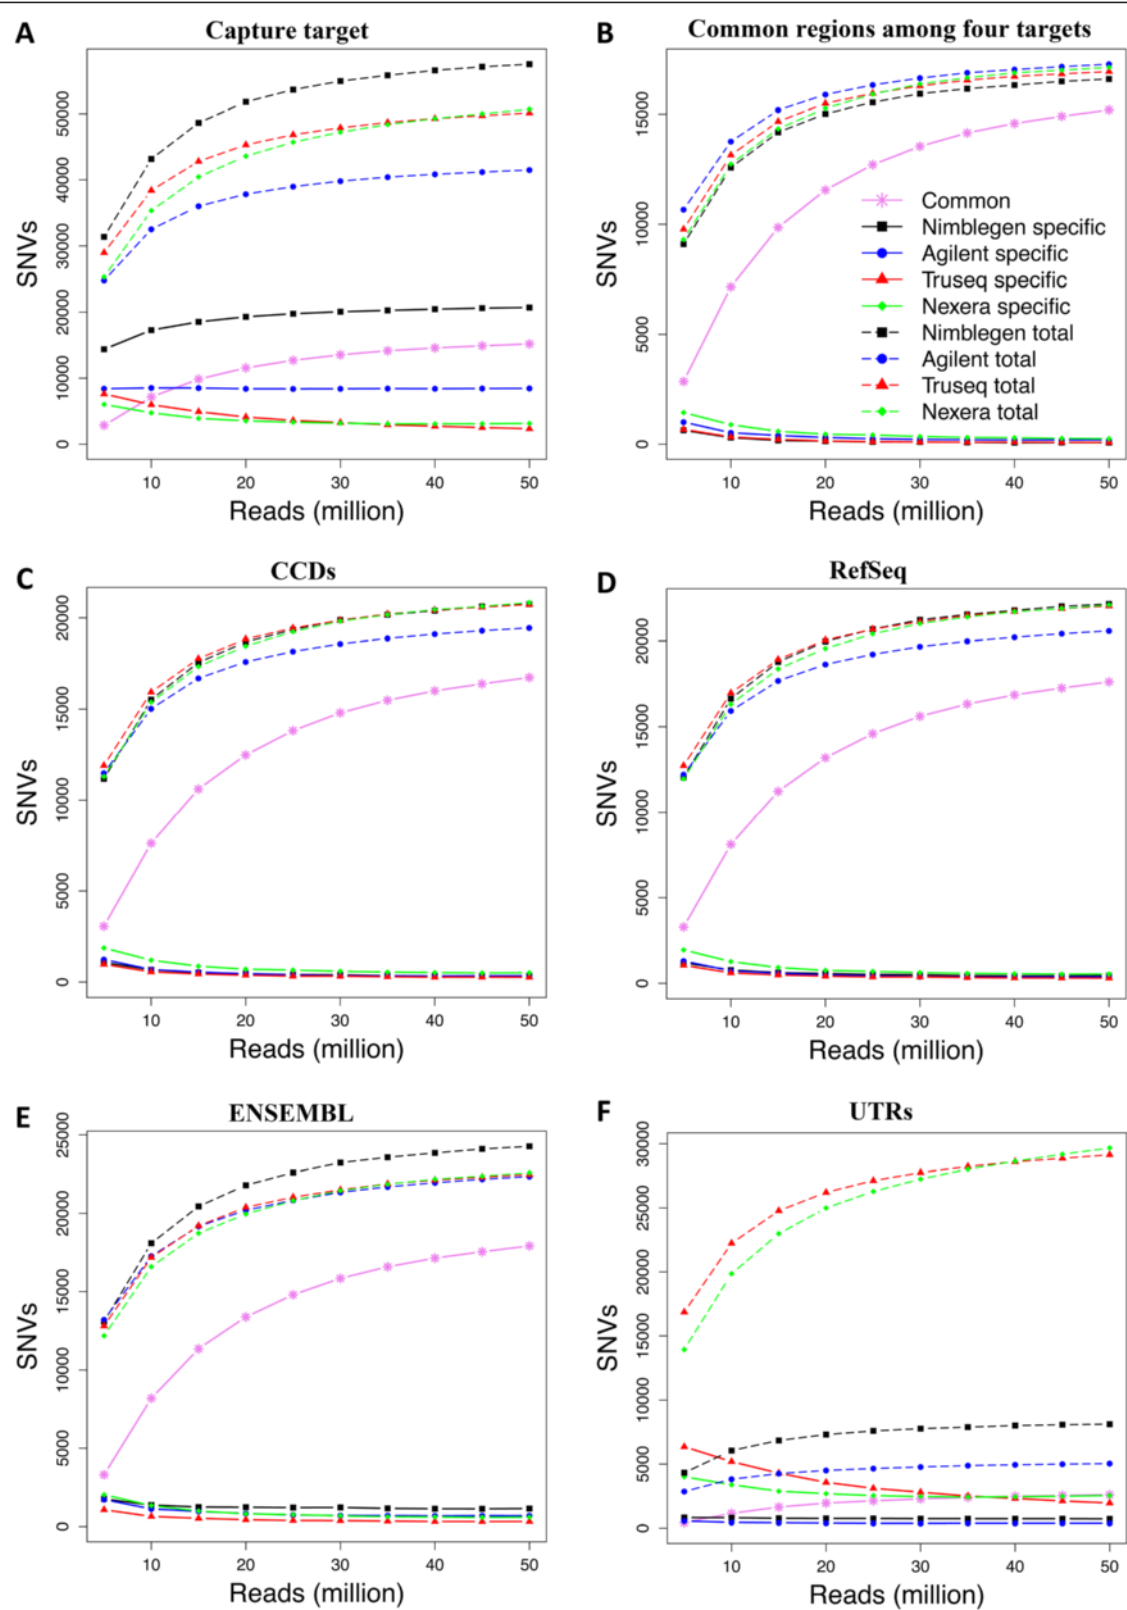 A
Capture target
SNVs
0
10000
20000
30000
40000
50000
10 20 30 40 50
Reads (million)
B
Common regions among four targets
SNVs
0
5000
10000
15000
Common
Nimblegen specific
Agilent specific
Truseq specific
Nexera specific
Nimblegen total
Agilent total
Truseq total
Nexera total
10 20 30 40 50
Reads (million)
C
CCDs
SNVs
0
5000
10000
15000
20000
10 20 30 40 50
Reads (million)
D
RefSeq
SNVs
0
5000
10000
15000
20000
10 20 30 40 50
Reads (million)
E
ENSEMBL
SNVs
0
5000
10000
15000
20000
25000
10 20 30 40 50
Reads (million)
F
UTRs
SNVs
0
5000
10000
15000
20000
25000
30000
10 20 30 40 50
Reads (million)